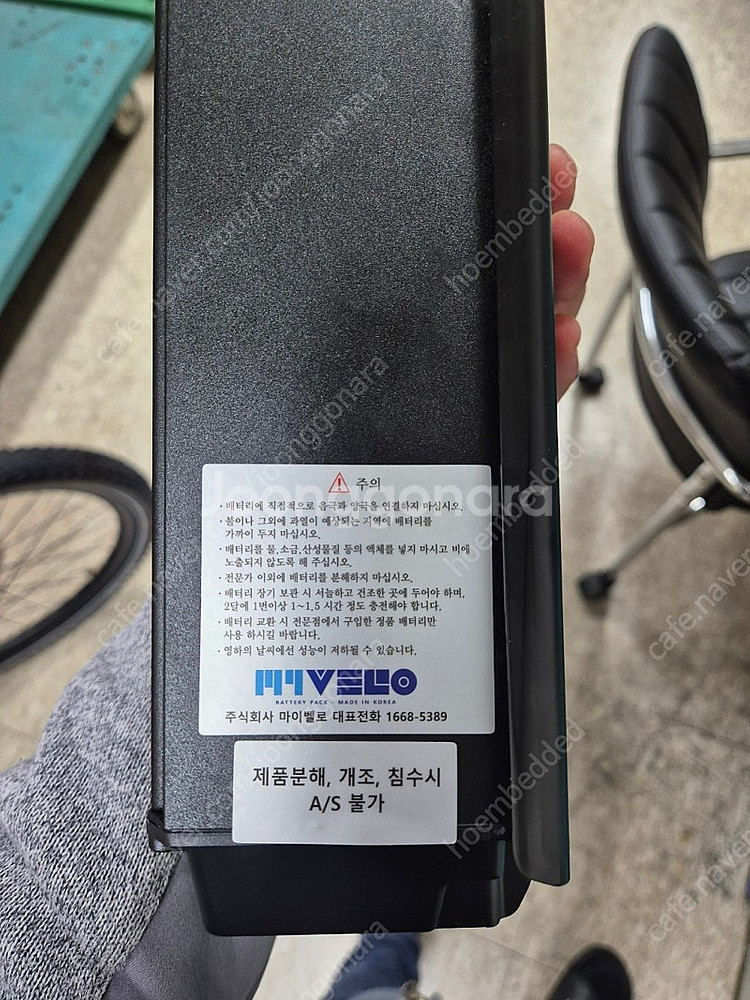 주의
· 배터리에 직접적으로 음극과 양극을 연결하지 마십시오.
· 불이나 그외에 과열이 예상되는 지역에 배터리를
가까이 두지 마십시오.
· 배터리를 물,소금,산성물질 등의 액체를 넣지 마시고 비에
노출되지 않도록 해 주십시오.
· 전문가 이외에 배터리를 분해하지 마십시오.
· 배터리 장기 보관 시 서늘하고 건조한 곳에 두어야 하며,
2달에 1번이상 1~1.5 시간 정도 충전해야 합니다.
· 배터리 교환 시 전문점에서 구입한 정품 배터리만
사용 하시길 바랍니다.
· 영하의 날씨에선 성능이 저하될 수 있습니다.
MYVELO
BATTERY PACK · MADE IN KOREA
주식회사 마이벨로 대표전화 1668-5389
제품분해, 개조, 침수시
A/S 불가
Joonggonara
hoembedded
cafe.naver